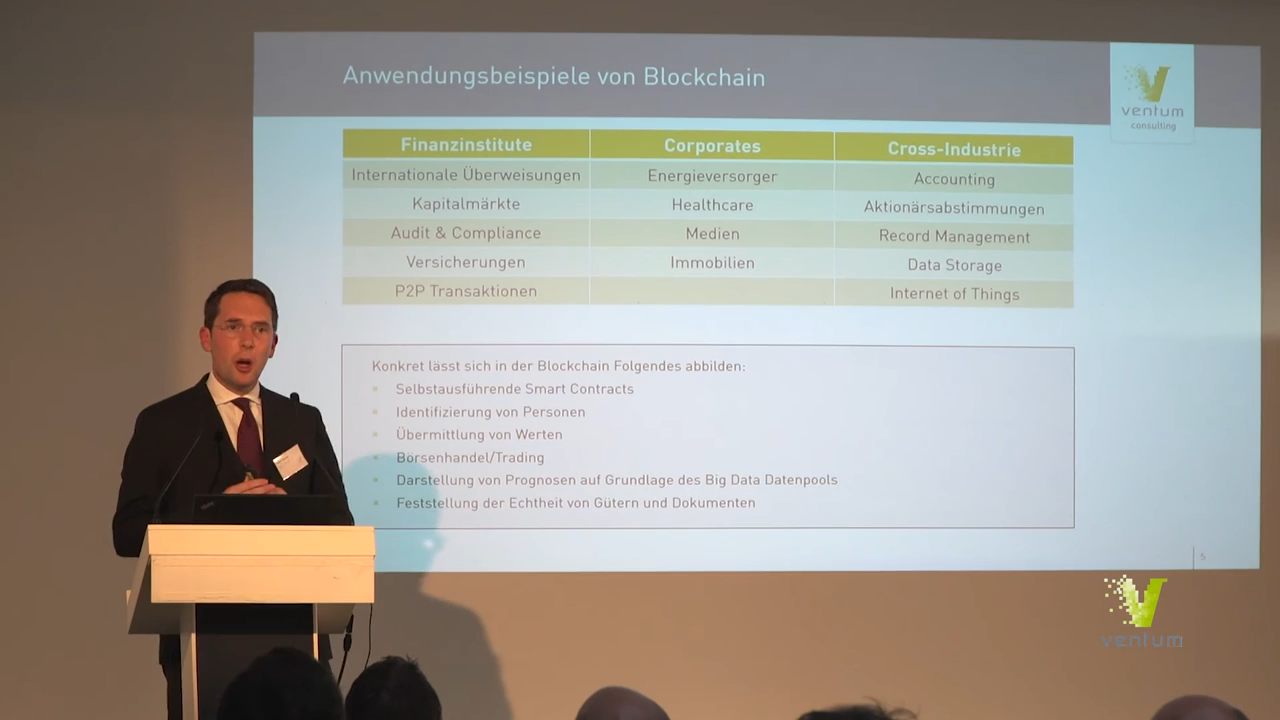 Anwendungsbeispiele von Blockchain
ventum
consulting
Finanzinstitute Corporates Cross-Industrie
Internationale Überweisungen Energieversorger Accounting
Kapitalmärkte Healthcare Aktionärsabstimmungen
Audit & Compliance Medien Record Management
Versicherungen Immobilien Data Storage
P2P Transaktionen Internet of Things
Konkret lässt sich in der Blockchain Folgendes abbilden:
Selbstausführende Smart Contracts
Identifizierung von Personen
Übermittlung von Werten
Börsenhandel/Trading
Darstellung von Prognosen auf Grundlage des Big Data Datenpools
Feststellung der Echtheit von Gütern und Dokumenten
5
ventum